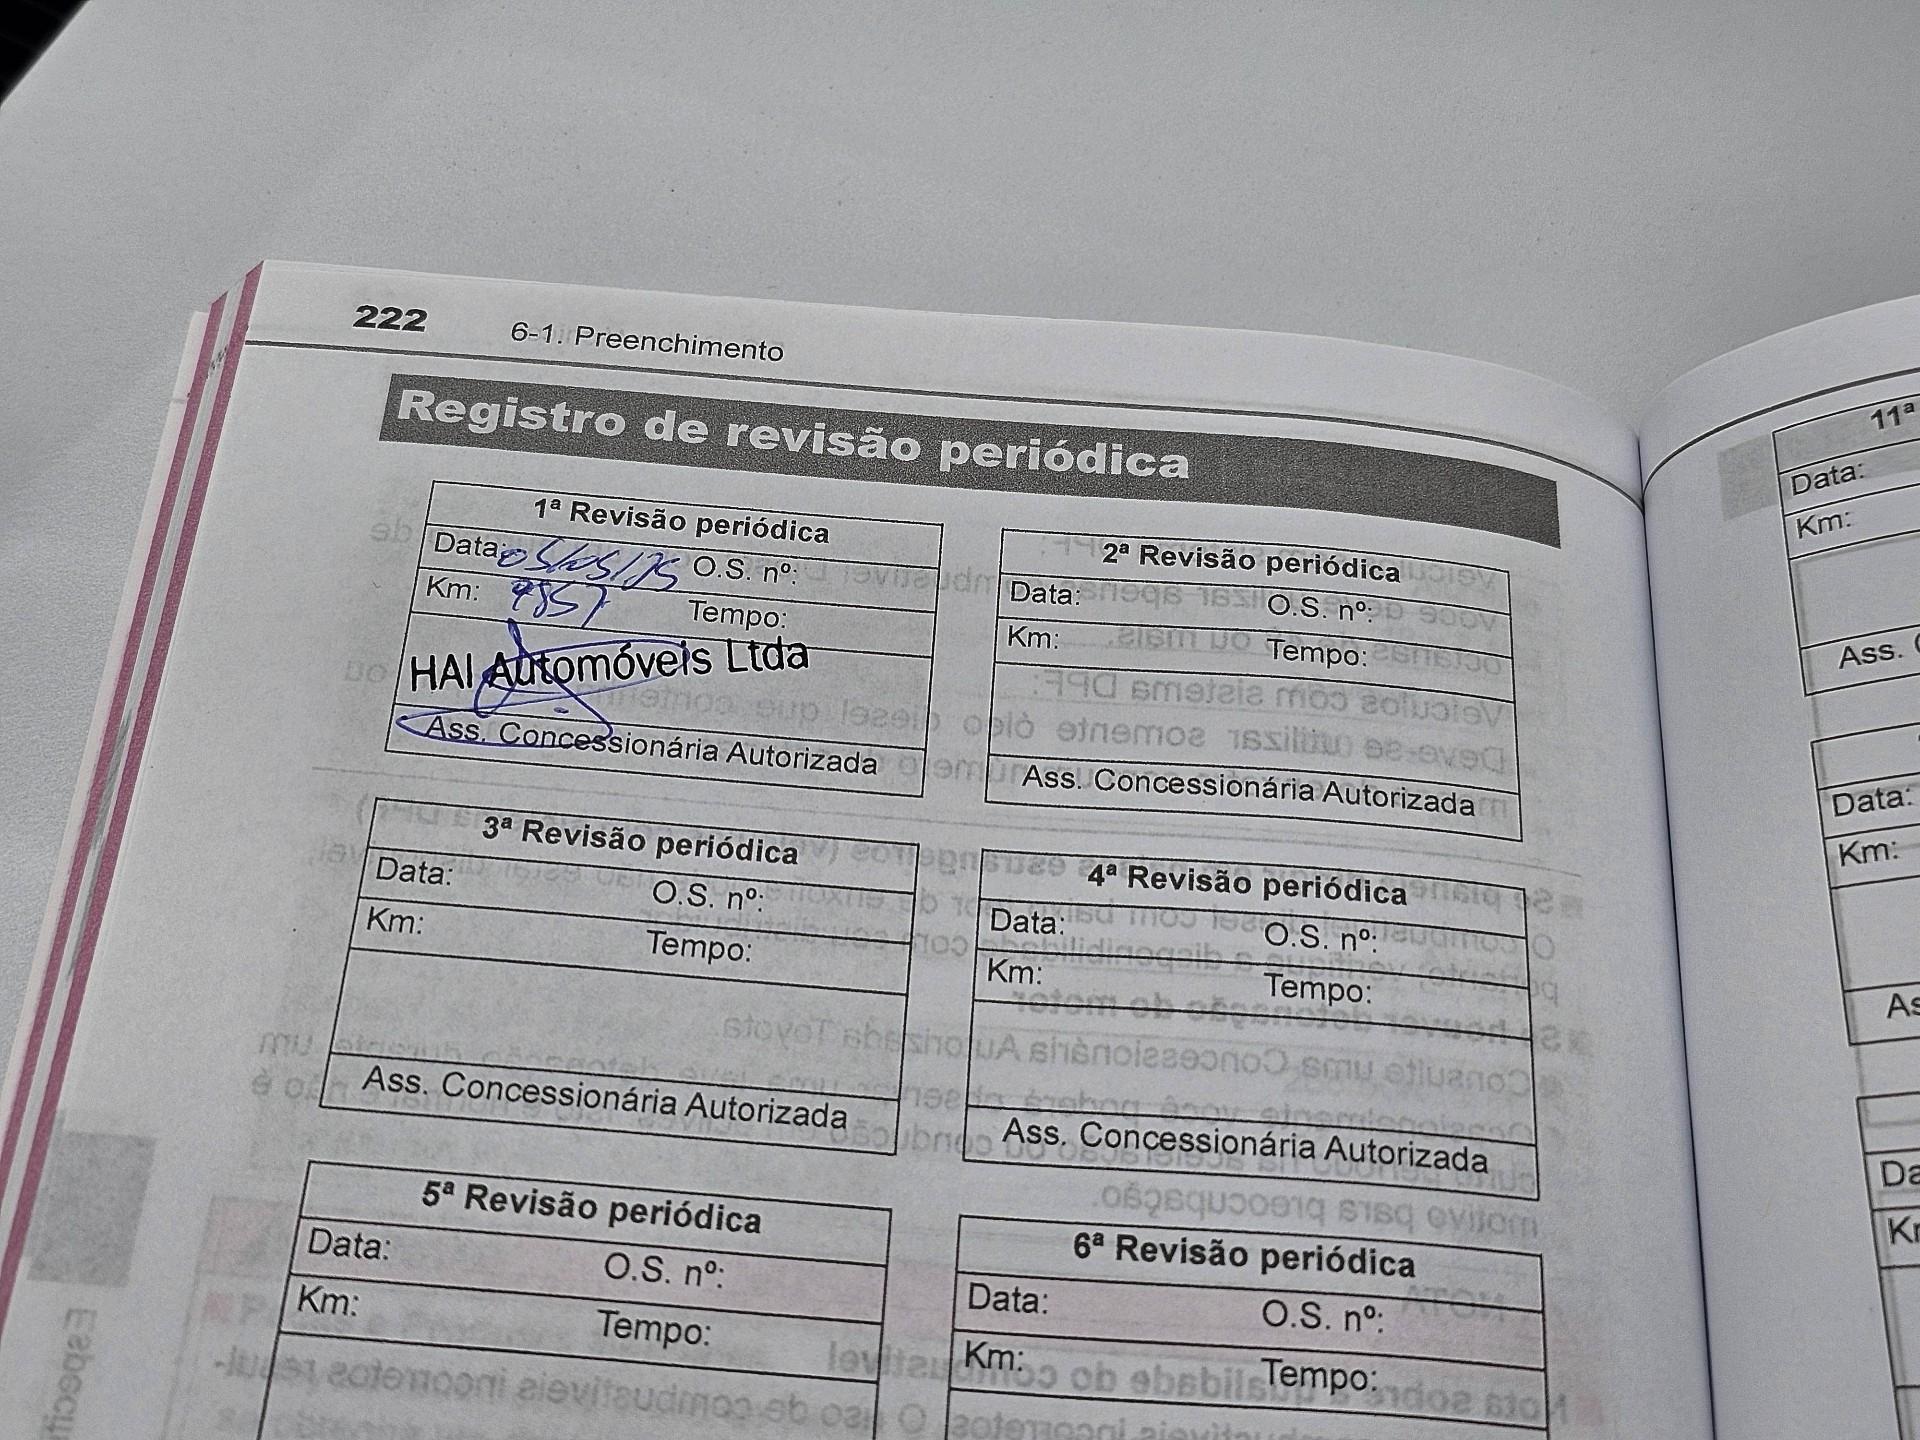 222 6-1. Preenchimento
Registro de revisão periódica
1ª Revisão periódica
Data: 05/05/25 O.S. nº:
Km: 9857 Tempo:
HAI Automóveis Ltda
Ass. Concessionária Autorizada
2ª Revisão periódica
Data: O.S. nº:
Km: Tempo:
Ass. Concessionária Autorizada
3ª Revisão periódica
Data: O.S. nº:
Km: Tempo:
Ass. Concessionária Autorizada
4ª Revisão periódica
Data: O.S. nº:
Km: Tempo:
Ass. Concessionária Autorizada
5ª Revisão periódica
Data: O.S. nº:
Km: Tempo:
6ª Revisão periódica
Data: O.S. nº:
Km: Tempo:
11ª
Data:
Km:
Ass.
Data:
Km: